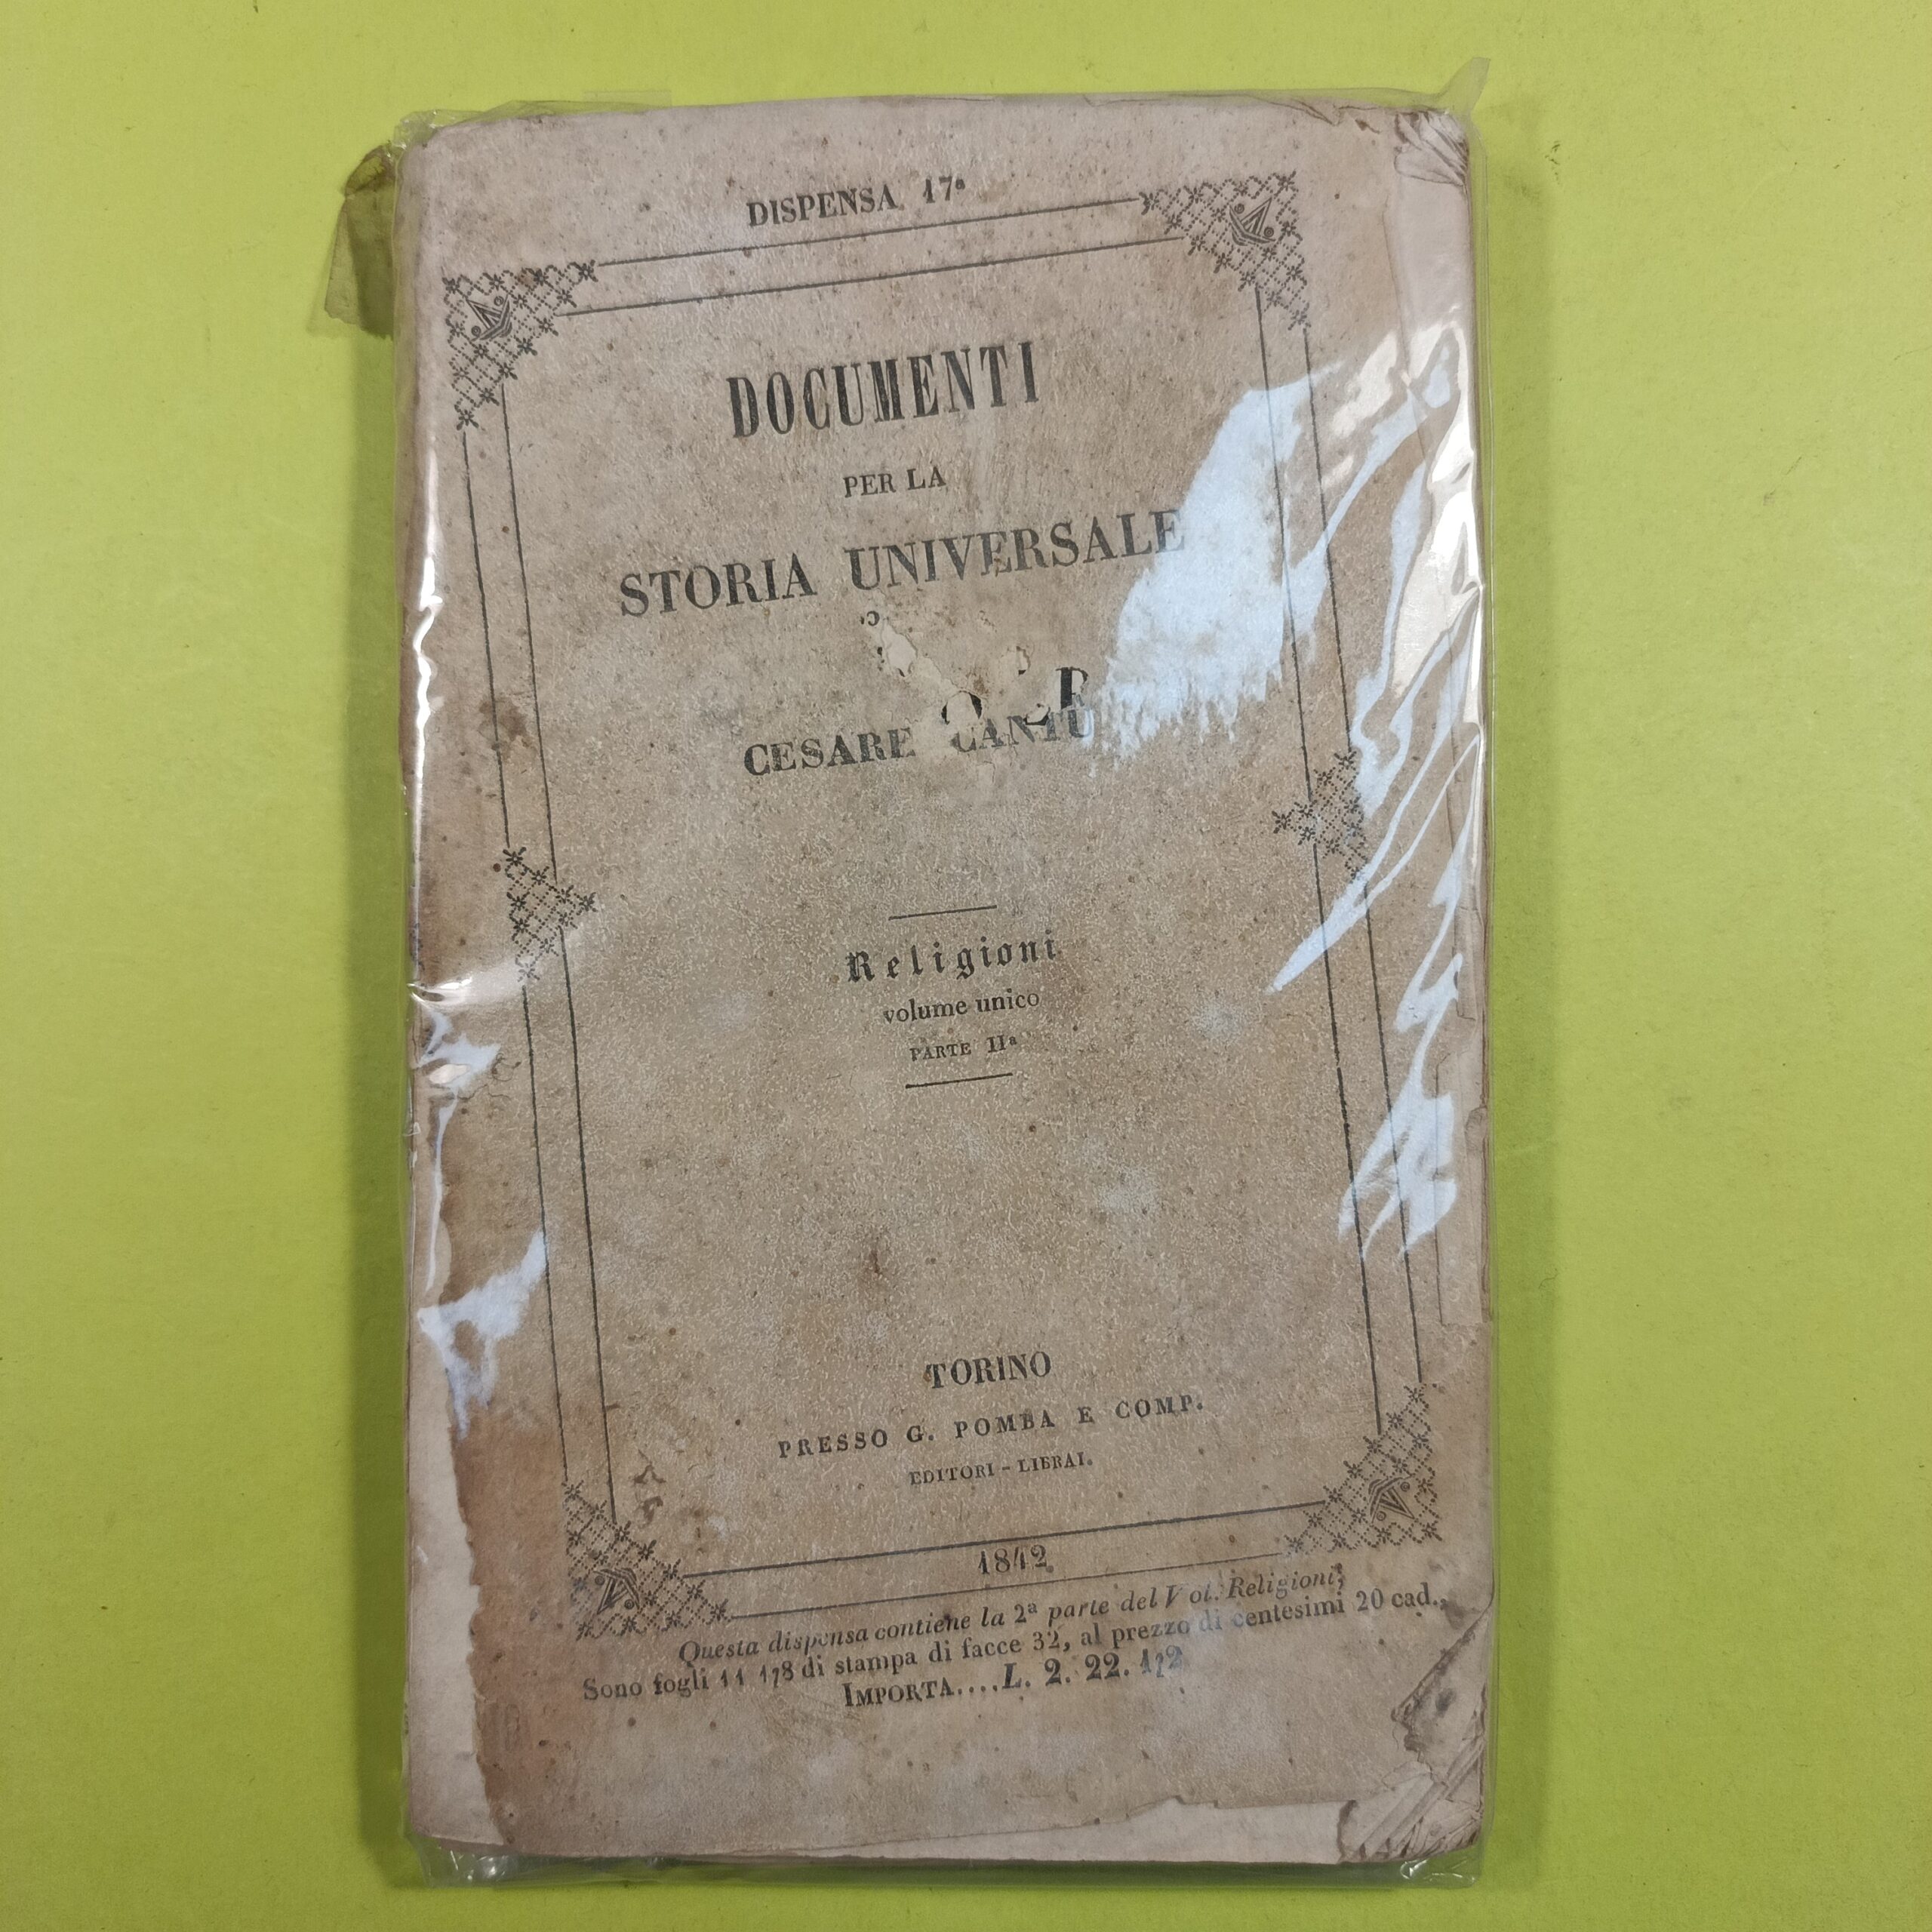 DISPENSA 17ª
DOCUMENTI
PER LA
STORIA UNIVERSALE
CESARE CANTU
Religioni
volume unico
PARTE IIª
TORINO
PRESSO G. POMBA E COMP.
EDITORI - LIBRAI.
1842
Questa dispensa contiene la 2ª parte del Vol. Religioni,
Sono fogli 11 1/8 di stampa di facce 32, al prezzo di centesimi 20 cad.,
IMPORTA.... L. 2. 22. 1/2